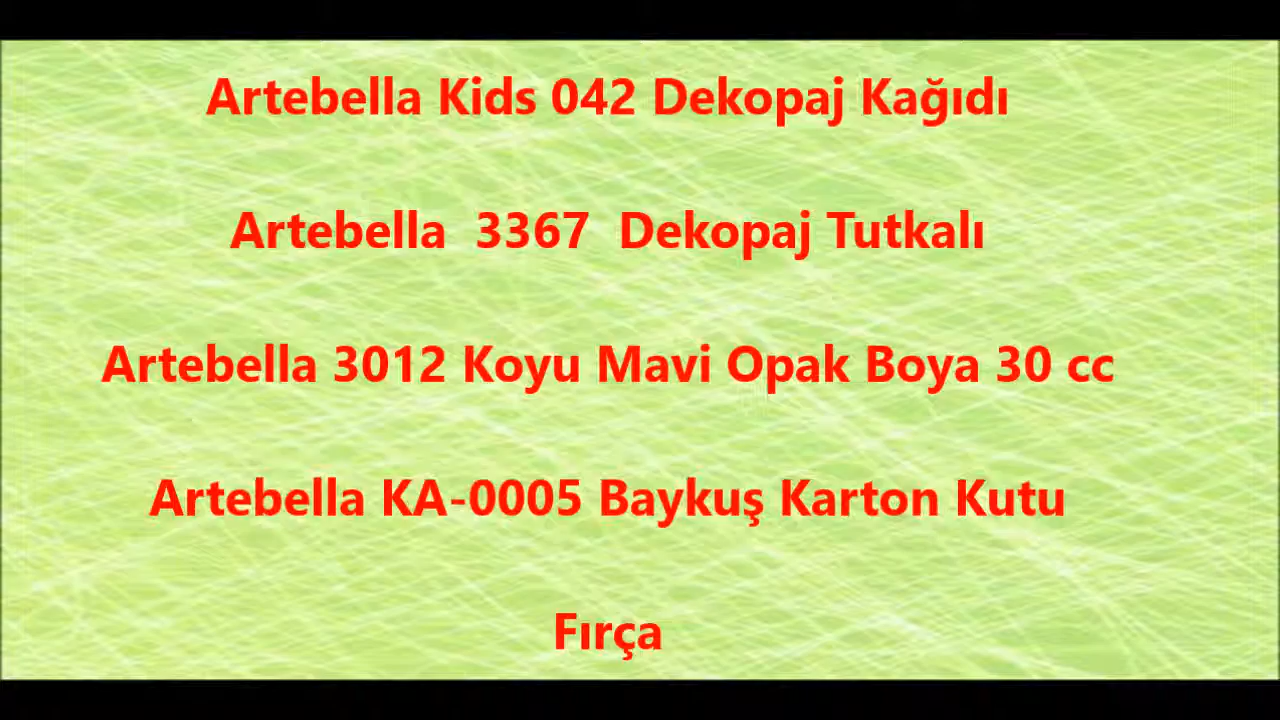 Artebella Kids 042 Dekopaj Kağıdı
Artebella 3367 Dekopaj Tutkalı
Artebella 3012 Koyu Mavi Opak Boya 30 cc
Artebella KA-0005 Baykuş Karton Kutu
Fırça